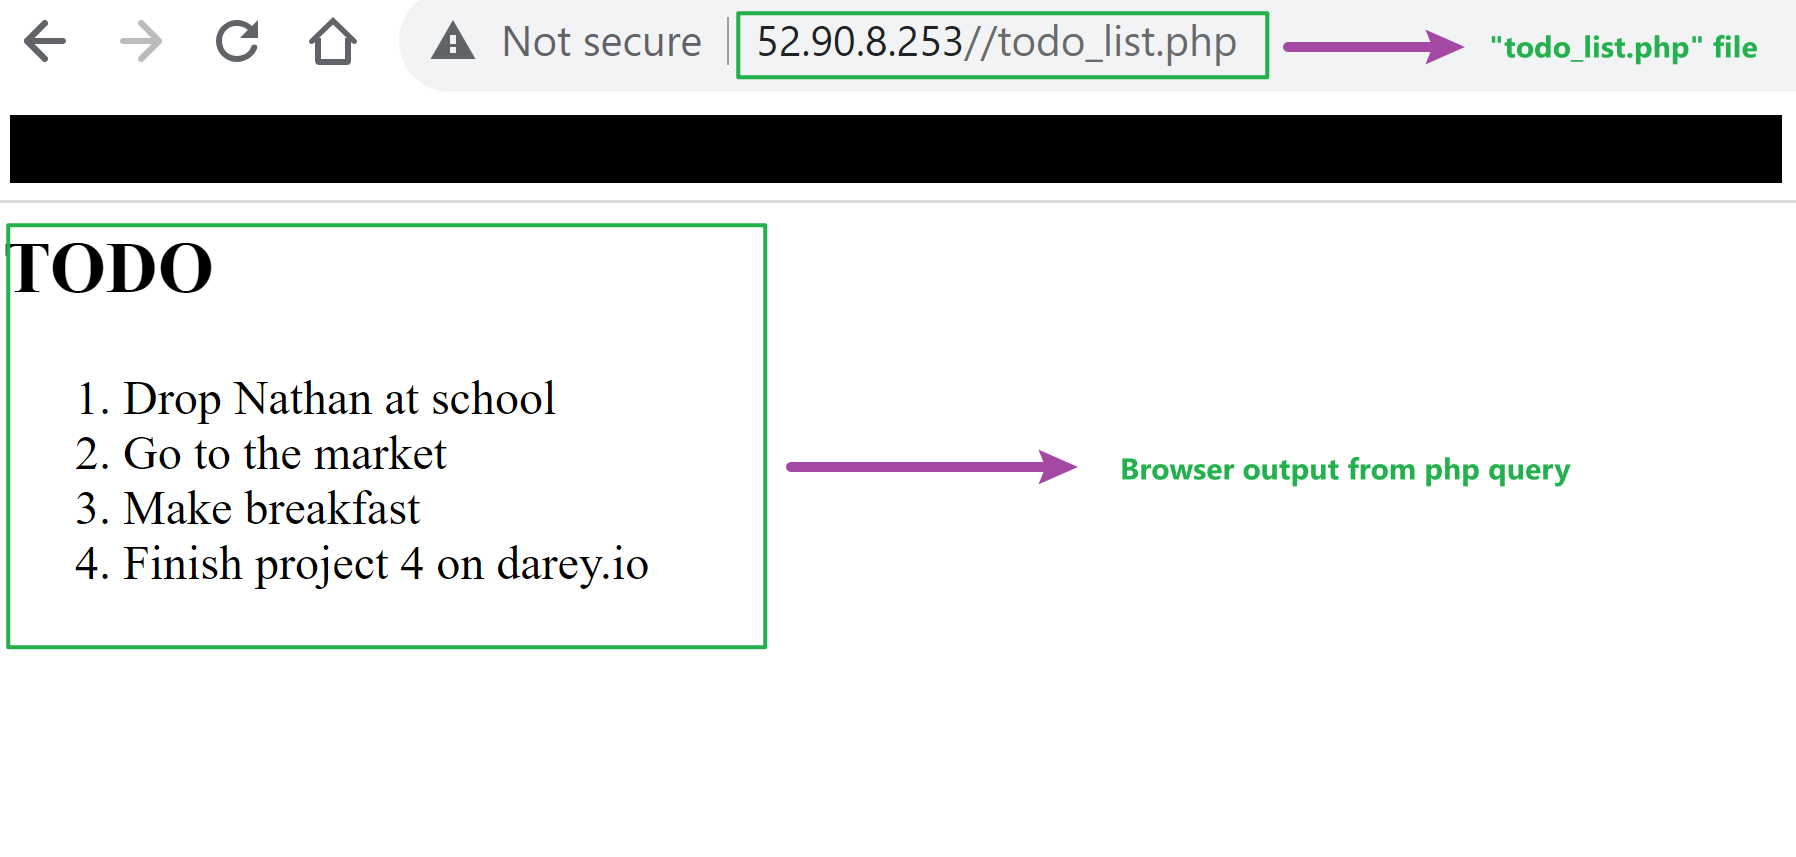 Not secure 52.90.8.253//todo_list.php "todo_list.php" file
TODO
1. Drop Nathan at school
2. Go to the market
3. Make breakfast
4. Finish project 4 on darey.io
Browser output from php query